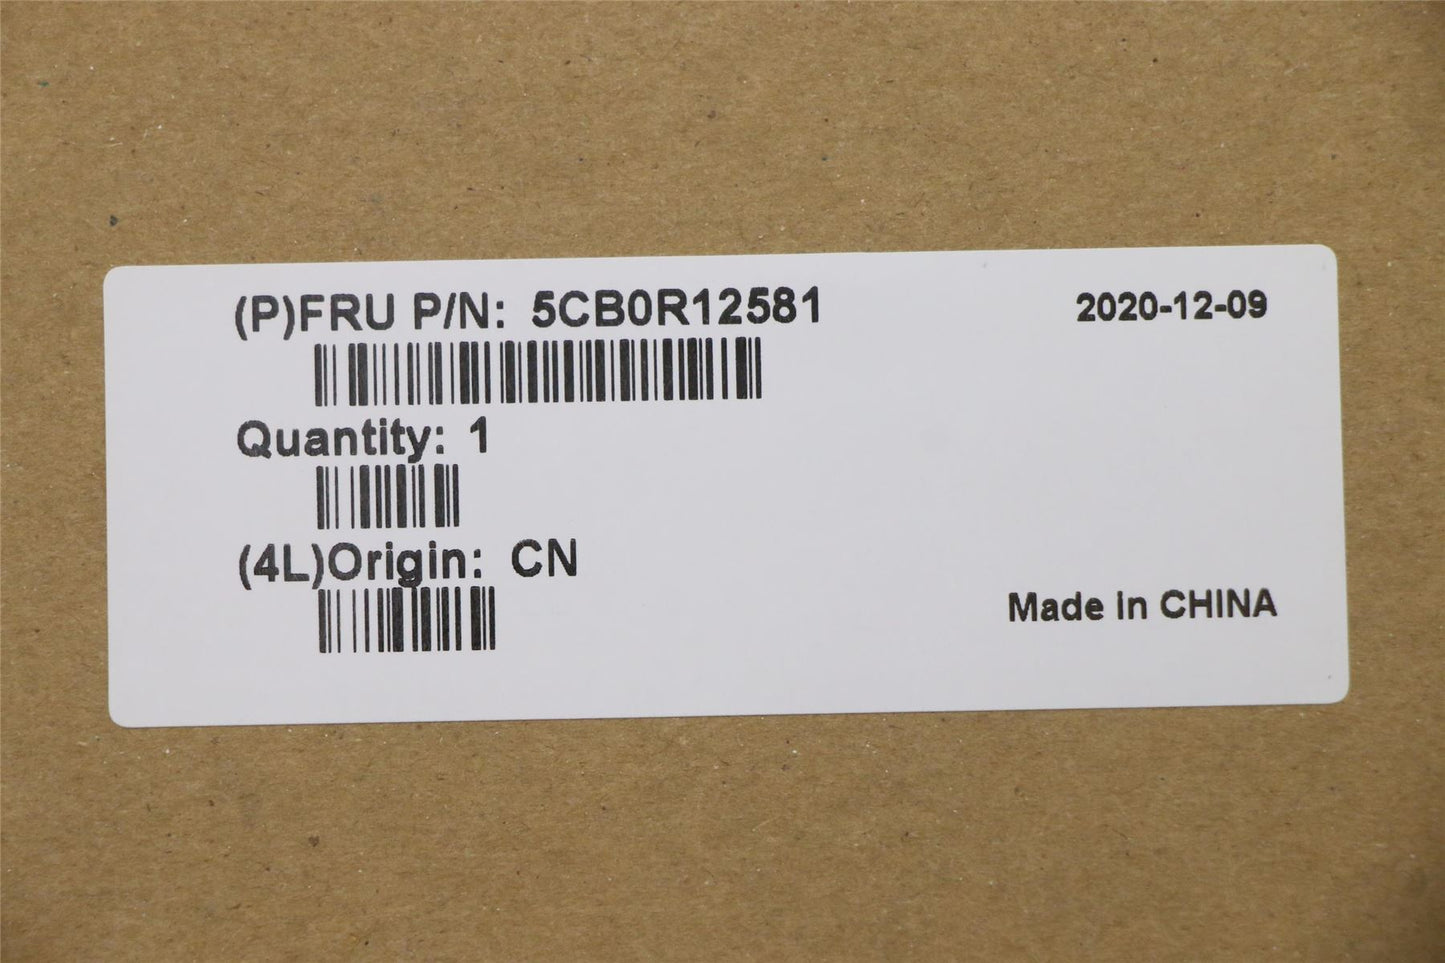 (P)FRU P/N: 5CB0R12581
2020-12-09
Quantity: 1
(4L)Origin: CN
Made in CHINA